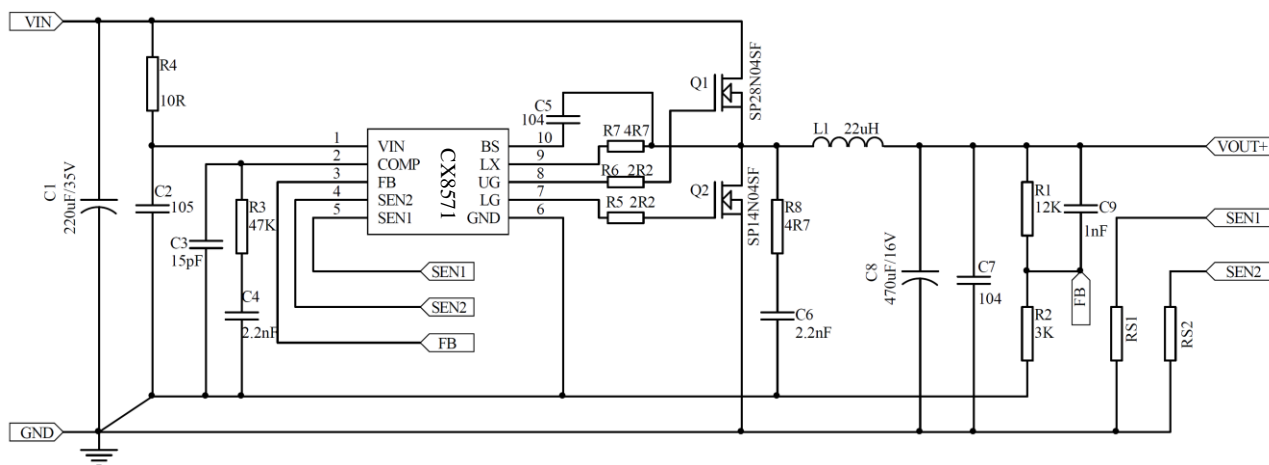 VIN
R4
10R
C1
220uF/35V
C2
105
C3
15pF
R3
47K
C4
2.2nF
1
2
3
4
5
VIN
COMP
FB
SEN2
SEN1
CX8571
BS
LX
UG
LG
GND
10
9
8
7
6
C5
104
R7 4R7
R6 2R2
R5 2R2
Q1
SP28N04SF
Q2
SP14N04SF
SEN1
SEN2
FB
R8
4R7
C6
2.2nF
L1 22uH
C8
470uF/16V
C7
104
R1
12K
C9
1nF
FB
R2
3K
RS1
RS2
VOUT+
SEN1
SEN2
GND